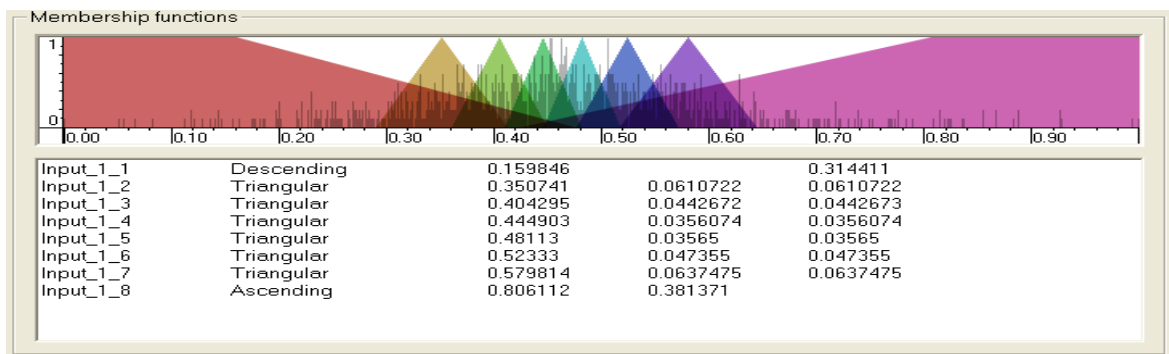 Membership functions
1
0
0.00 0.10 0.20 0.30 0.40 0.50 0.60 0.70 0.80 0.90
Input_1_1 Descending 0.159846 0.314411
Input_1_2 Triangular 0.350741 0.0610722 0.0610722
Input_1_3 Triangular 0.404295 0.0442672 0.0442673
Input_1_4 Triangular 0.444903 0.0356074 0.0356074
Input_1_5 Triangular 0.48113 0.03565 0.03565
Input_1_6 Triangular 0.52333 0.047355 0.047355
Input_1_7 Triangular 0.579814 0.0637475 0.0637475
Input_1_8 Ascending 0.806112 0.381371